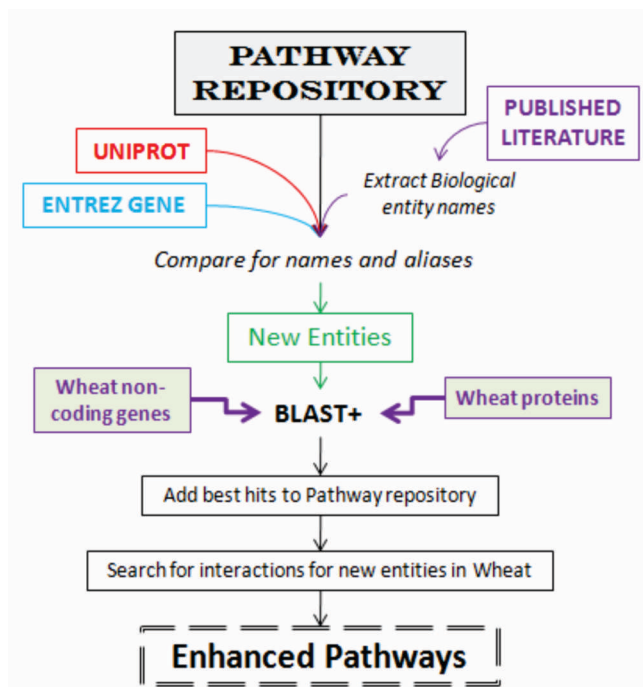 PATHWAY
REPOSITORY
PUBLISHED
LITERATURE
UNIPROT
Extract Biological
entity names
ENTREZ GENE
Compare for names and aliases
New Entities
Wheat non-
coding genes
BLAST+
Wheat proteins
Add best hits to Pathway repository
Search for interactions for new entities in Wheat
Enhanced Pathways